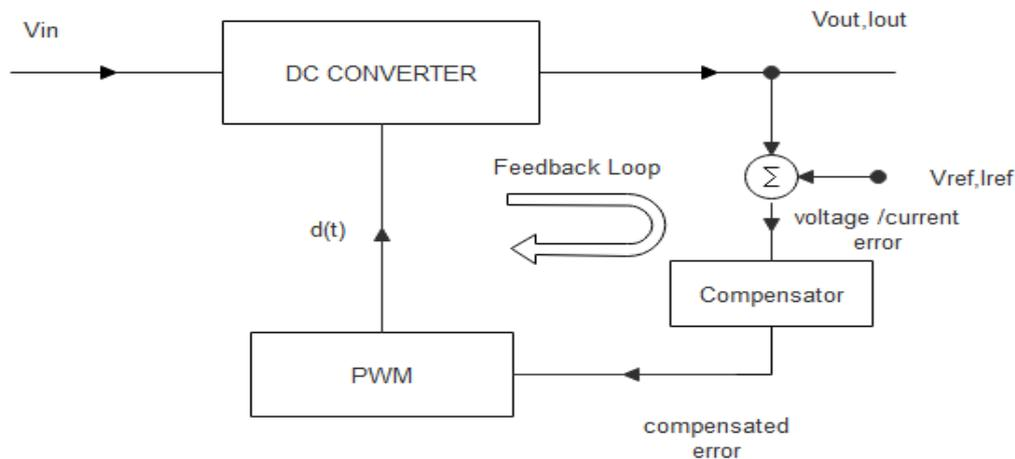 Vin
Vout,Iout
DC CONVERTER
Feedback Loop
Σ
Vref,Iref
d(t)
voltage /current
error
Compensator
PWM
compensated
error